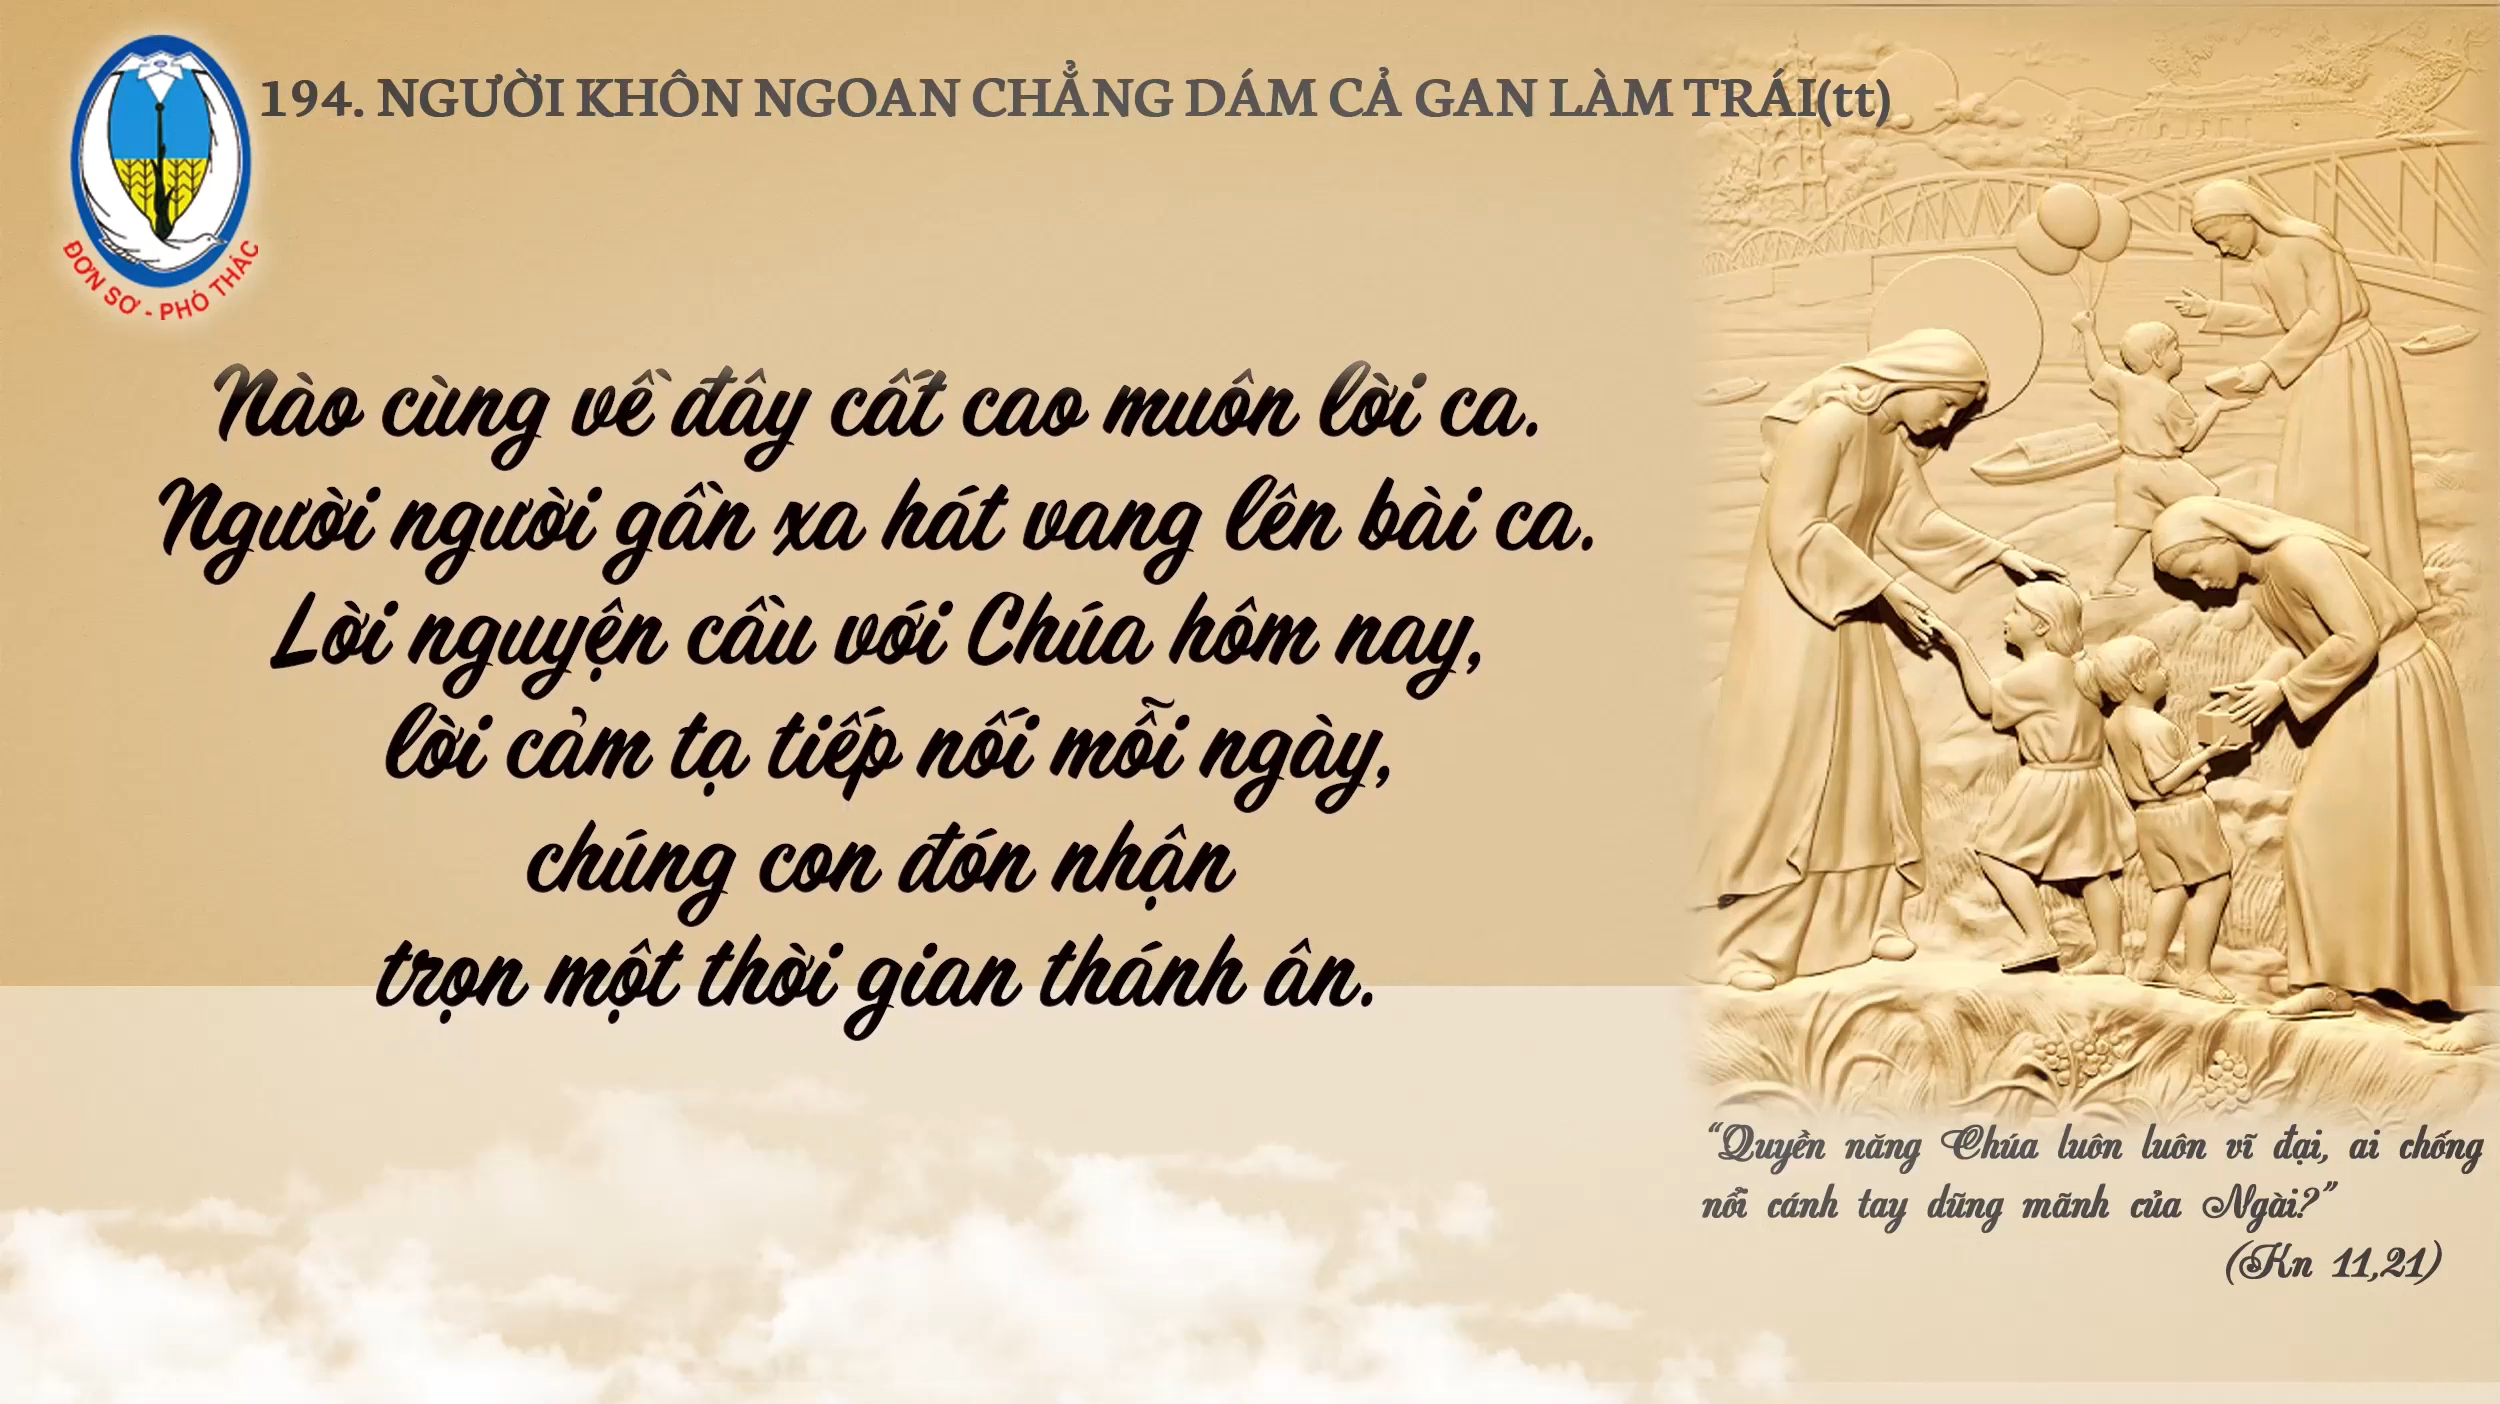 194. NGƯỜI KHÔN NGOAN CHẲNG DÁM CẢ GAN LÀM TRÁI(tt)
ĐƠN SƠ - PHÓ THÁC
Nào cùng về đây cất cao muôn lời ca.
Người người gần xa hát vang lên bài ca.
Lời nguyện cầu với Chúa hôm nay,
lời cảm tạ tiếp nối mỗi ngày,
chúng con đón nhận
trọn một thời gian thánh ân.
“Quyền năng Chúa luôn luôn vĩ đại, ai chống
nổi cánh tay dũng mãnh của Ngài?”
(Kn 11,21)